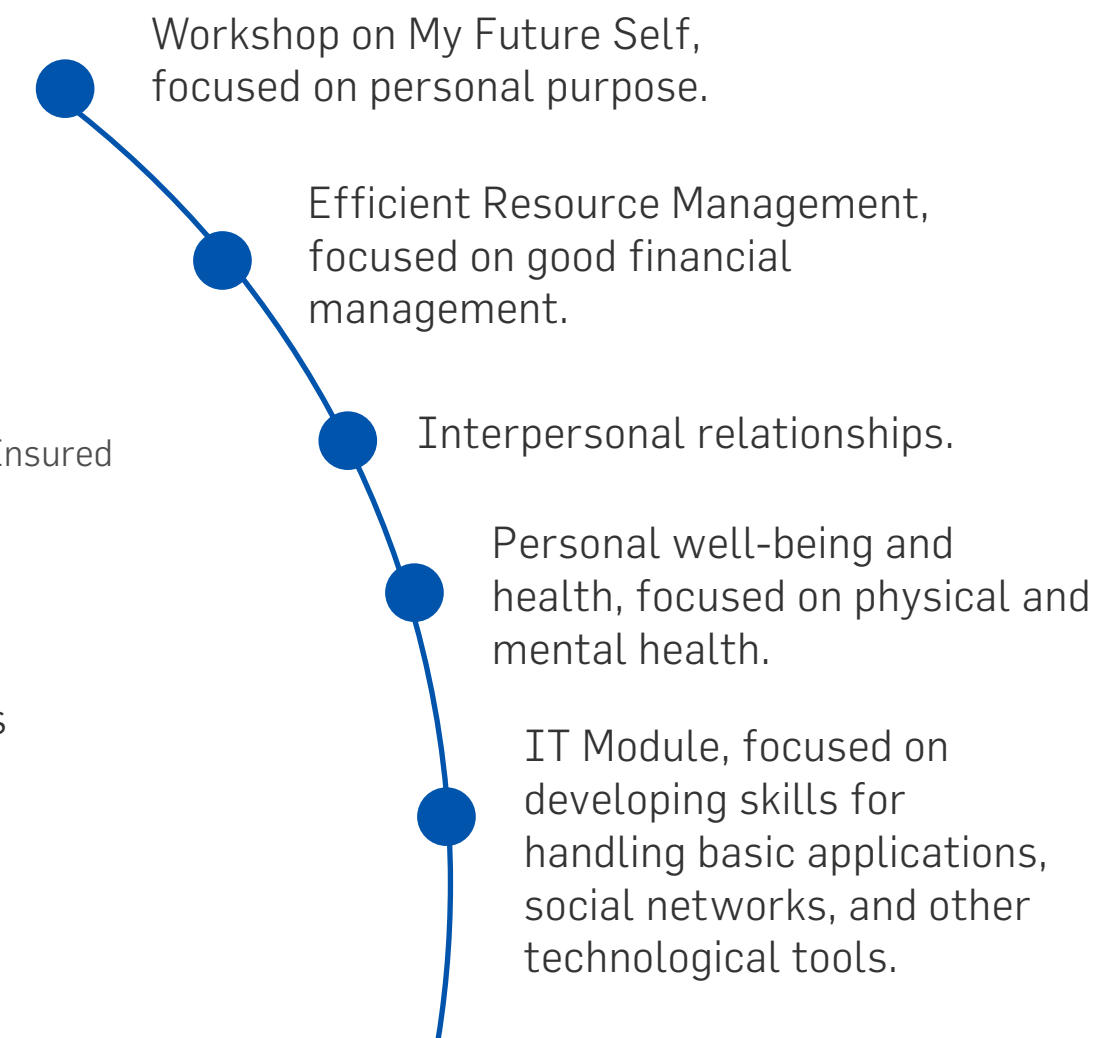 Workshop on My Future Self,
focused on personal purpose.
Efficient Resource Management,
focused on good financial
management.
Interpersonal relationships.
Insured
Personal well-being and
health, focused on physical and
mental health.
s
IT Module, focused on
developing skills for
handling basic applications,
social networks, and other
technological tools.